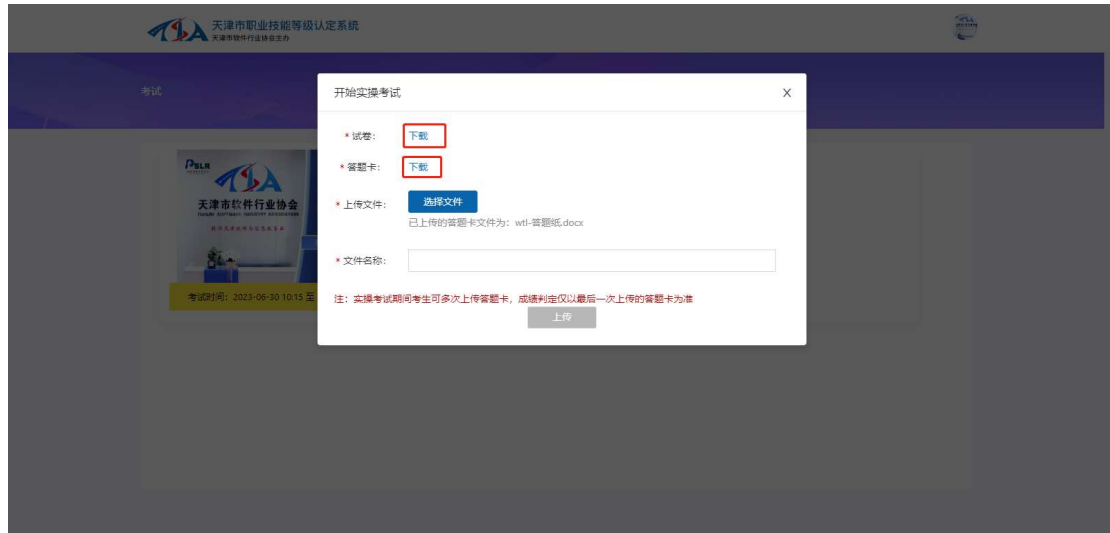 天津市职业技能等级认定系统
天津市软件行业协会主办
考试
开始实操考试
X
* 试卷:
下载
* 答题卡:
下载
* 上传文件:
选择文件
已上传的答题卡文件为: wtl-答题纸.docx
* 文件名称:
注: 实操考试期间考生可多次上传答题卡, 成绩判定仅以最后一次上传的答题卡为准
上传
PSLR
天津市软件行业协会
TIANJIN SOFTWARE INDUSTRY ASSOCIATION
考试时间: 2023-06-30 10:15 至